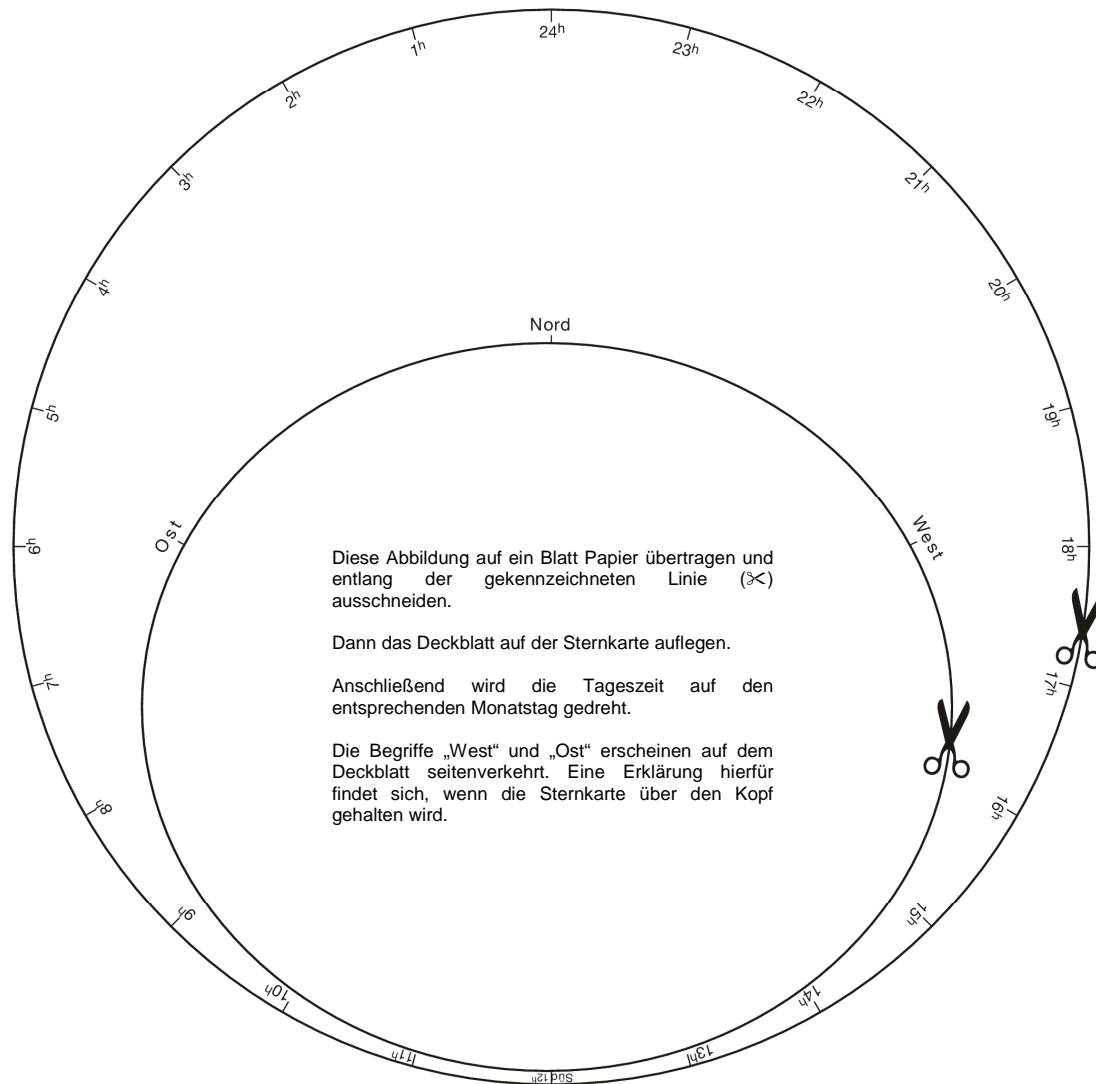 24h
1h
23h
2h
22h
3h
21h
4h
20h
Nord
5h
19h
Ost
West
6h
18h
Diese Abbildung auf ein Blatt Papier übertragen und
entlang der gekennzeichneten Linie (✂)
ausschneiden.
Dann das Deckblatt auf der Sternkarte auflegen.
Anschließend wird die Tageszeit auf den
entsprechenden Monatstag gedreht.
Die Begriffe „West“ und „Ost“ erscheinen auf dem
Deckblatt seitenverkehrt. Eine Erklärung hierfür
findet sich, wenn die Sternkarte über den Kopf
gehalten wird.
7h
17h
8h
16h
9h
15h
10h
14h
11h
13h
Süd 12h